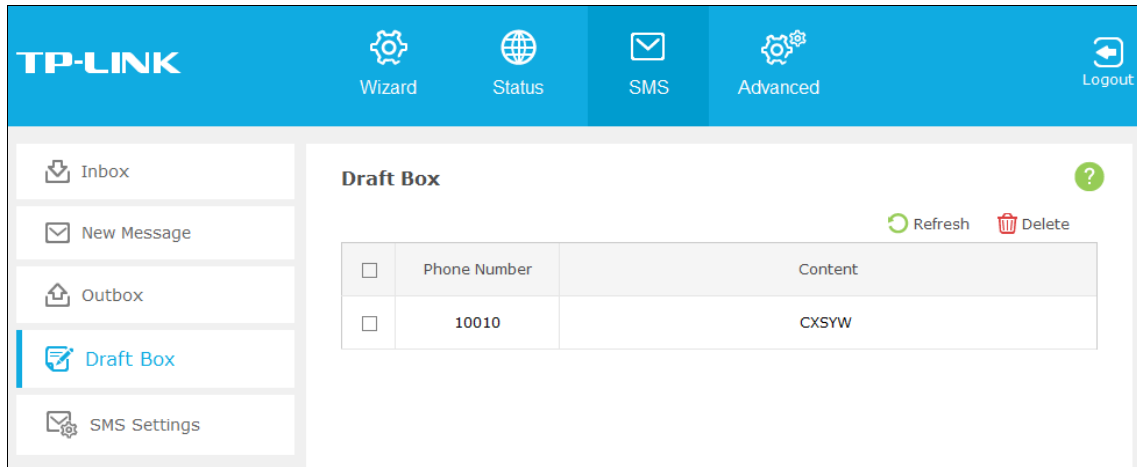 TP-LINK
Wizard
Status
SMS
Advanced
Logout
Inbox
New Message
Outbox
Draft Box
SMS Settings
Draft Box
?
Refresh
Delete
Phone Number Content
10010 CXSYW